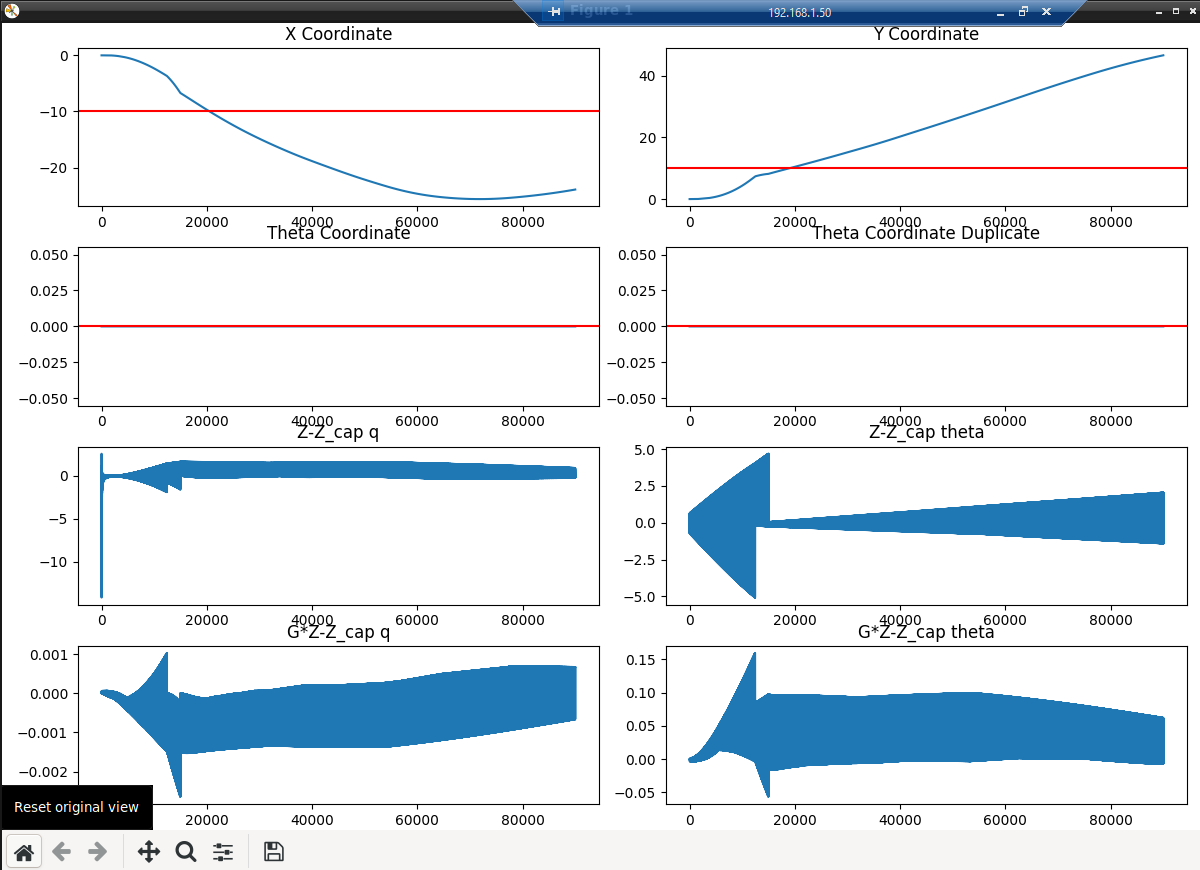 Figure 1
192.168.1.50
X Coordinate
0
−10
−20
0 20000 40000 60000 80000
Y Coordinate
40
20
0
0 20000 40000 60000 80000
Theta Coordinate
0.050
0.025
0.000
−0.025
−0.050
0 20000 40000 60000 80000
Theta Coordinate Duplicate
0.050
0.025
0.000
−0.025
−0.050
0 20000 40000 60000 80000
Z-Z_cap q
0
−5
−10
0 20000 40000 60000 80000
Z-Z_cap theta
5.0
2.5
0.0
−2.5
−5.0
0 20000 40000 60000 80000
G*Z-Z_cap q
0.001
0.000
−0.001
−0.002
20000 40000 60000 80000
G*Z-Z_cap theta
0.15
0.10
0.05
0.00
−0.05
0 20000 40000 60000 80000
Reset original view